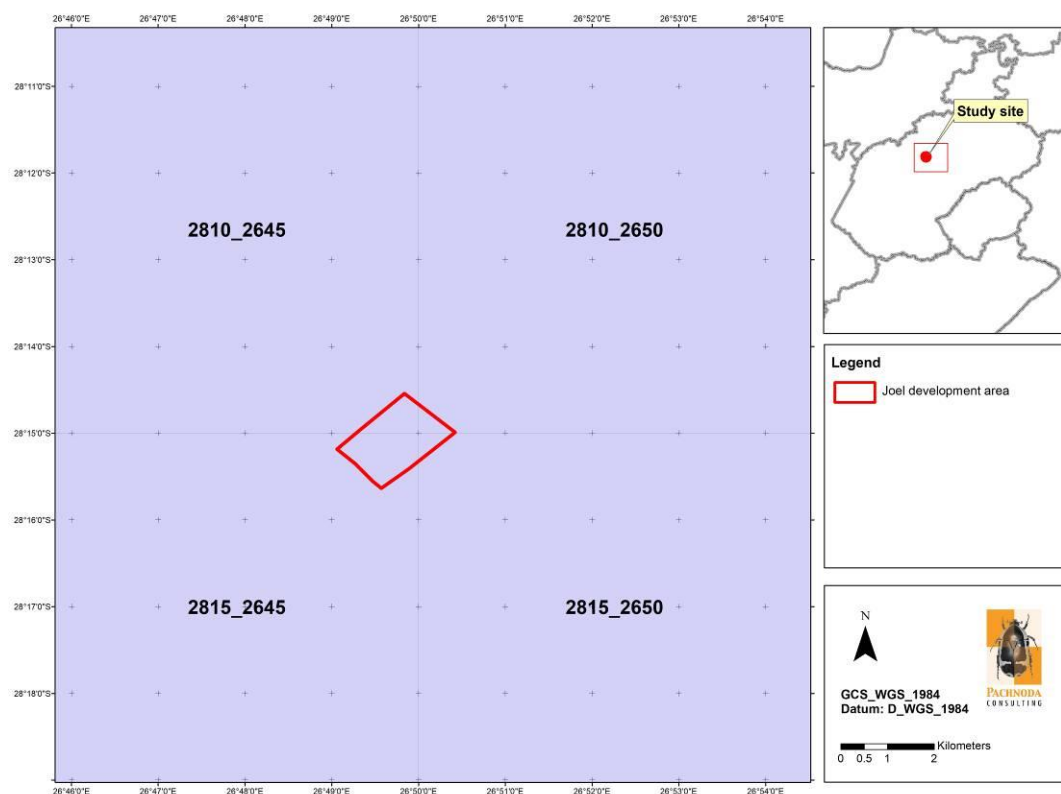 26°46'0"E 26°47'0"E 26°48'0"E 26°49'0"E 26°50'0"E 26°51'0"E 26°52'0"E 26°53'0"E 26°54'0"E
28°11'0"S
28°12'0"S
2810_2645 2810_2650
28°13'0"S
28°14'0"S
28°15'0"S
28°16'0"S
28°17'0"S
2815_2645 2815_2650
28°18'0"S
26°46'0"E 26°47'0"E 26°48'0"E 26°49'0"E 26°50'0"E 26°51'0"E 26°52'0"E 26°53'0"E 26°54'0"E
Study site
Legend
Joel development area
N
PACHNODA
CONSULTING
GCS_WGS_1984
Datum: D_WGS_1984
Kilometers
0 0.5 1 2